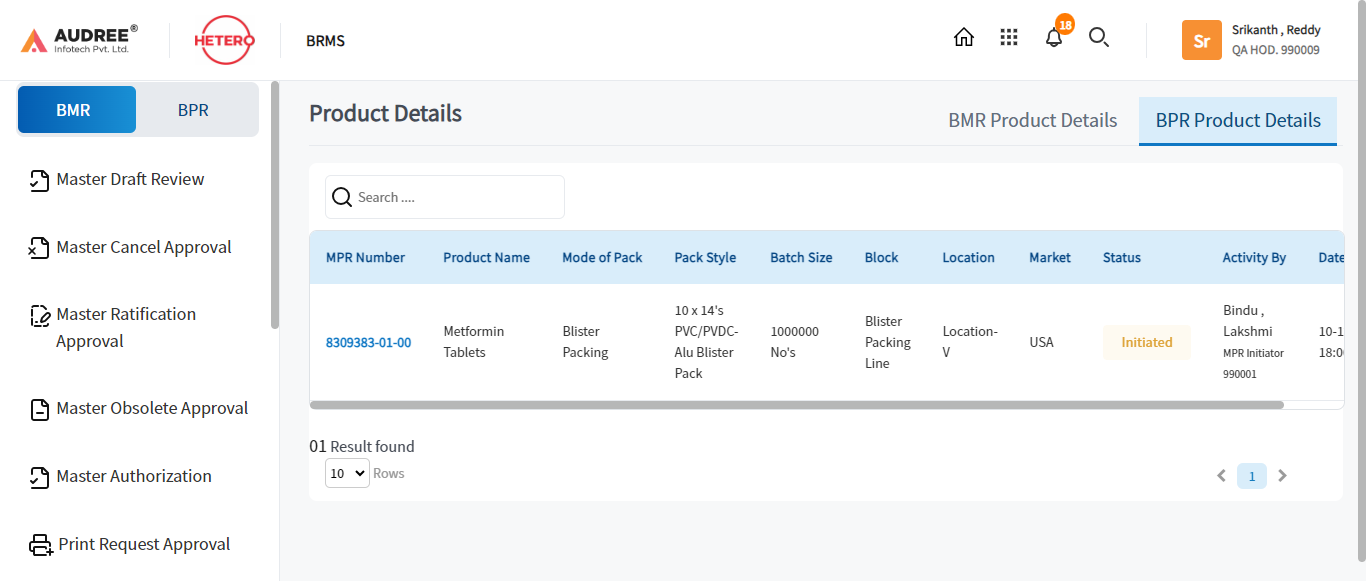 AUDREE®
Infotech Pvt. Ltd.
HETERO
BRMS
18
Sr
Srikanth , Reddy
QA HOD. 990009
BMR
BPR
Master Draft Review
Master Cancel Approval
Master Ratification
Approval
Master Obsolete Approval
Master Authorization
Print Request Approval
Product Details
BMR Product Details
BPR Product Details
Search ....
MPR Number Product Name Mode of Pack Pack Style Batch Size Block Location Market Status Activity By Date
8309383-01-00
Metformin
Tablets
Blister
Packing
10 x 14's
PVC/PVDC-
Alu Blister
Pack
1000000
No's
Blister
Packing
Line
Location-
V
USA
Initiated
Bindu ,
Lakshmi
MPR Initiator
990001
10-1
18:0
01 Result found
10 Rows
1